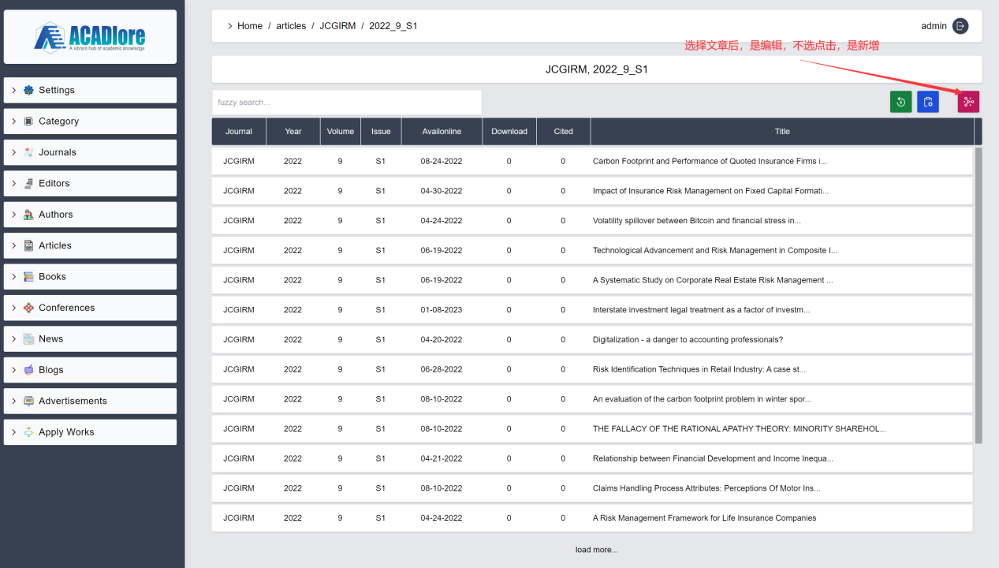 ACADlore
A vibrant hub of academic knowledge
Settings
Category
Journals
Editors
Authors
Articles
Books
Conferences
News
Blogs
Advertisements
Apply Works
Home / articles / JCGIRM / 2022_9_S1
admin
选择文章后，是编辑，不选点击，是新增
JCGIRM, 2022_9_S1
fuzzy search...
Journal Year Volume Issue Availonline Download Cited Title
JCGIRM 2022 9 S1 08-24-2022 0 0 Carbon Footprint and Performance of Quoted Insurance Firms i...
JCGIRM 2022 9 S1 04-30-2022 0 0 Impact of Insurance Risk Management on Fixed Capital Formati...
JCGIRM 2022 9 S1 04-24-2022 0 0 Volatility spillover between Bitcoin and financial stress in...
JCGIRM 2022 9 S1 06-19-2022 0 0 Technological Advancement and Risk Management in Composite I...
JCGIRM 2022 9 S1 06-19-2022 0 0 A Systematic Study on Corporate Real Estate Risk Management ...
JCGIRM 2022 9 S1 01-08-2023 0 0 Interstate investment legal treatment as a factor of investm...
JCGIRM 2022 9 S1 04-20-2022 0 0 Digitalization - a danger to accounting professionals?
JCGIRM 2022 9 S1 06-28-2022 0 0 Risk Identification Techniques in Retail Industry: A case st...
JCGIRM 2022 9 S1 08-10-2022 0 0 An evaluation of the carbon footprint problem in winter spor...
JCGIRM 2022 9 S1 08-10-2022 0 0 THE FALLACY OF THE RATIONAL APATHY THEORY: MINORITY SHAREHOL...
JCGIRM 2022 9 S1 04-21-2022 0 0 Relationship between Financial Development and Income Inequa...
JCGIRM 2022 9 S1 08-10-2022 0 0 Claims Handling Process Attributes: Perceptions Of Motor Ins...
JCGIRM 2022 9 S1 04-24-2022 0 0 A Risk Management Framework for Life Insurance Companies
load more...